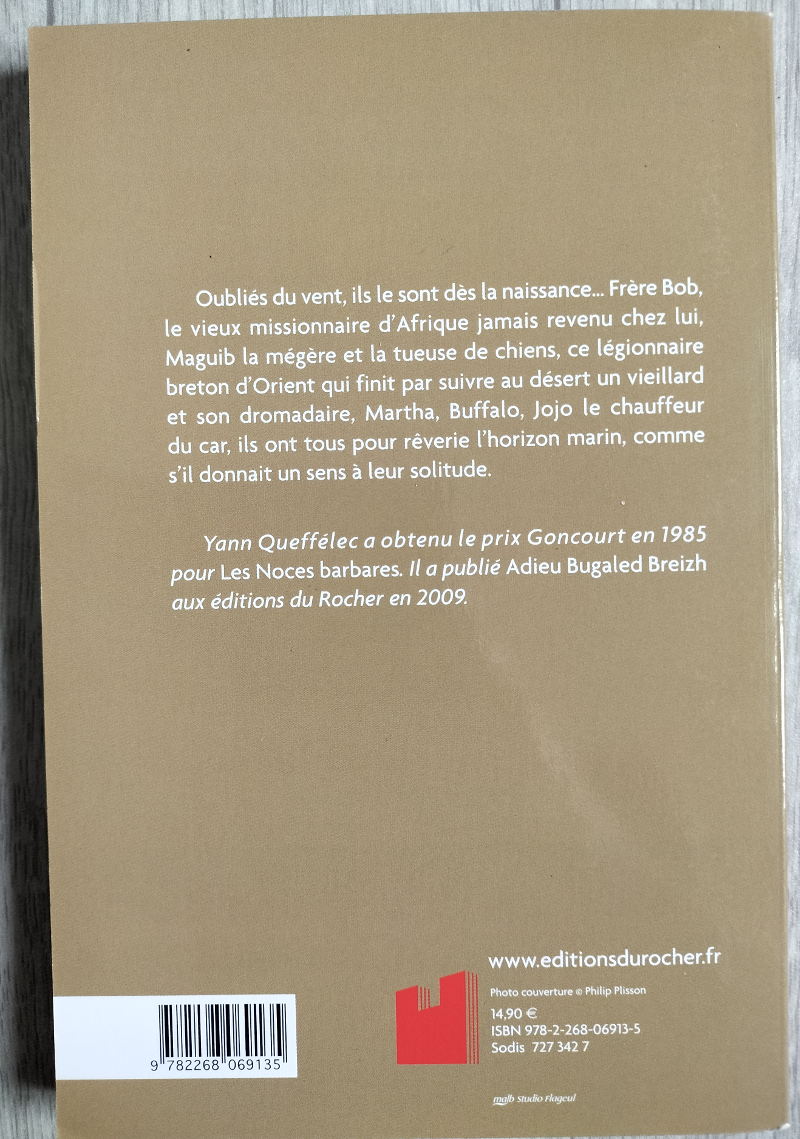 Oubliés du vent, ils le sont dès la naissance... Frère Bob,
le vieux missionnaire d'Afrique jamais revenu chez lui,
Maguib la mégère et la tueuse de chiens, ce légionnaire
breton d'Orient qui finit par suivre au désert un vieillard
et son dromadaire, Martha, Buffalo, Jojo le chauffeur
du car, ils ont tous pour rêverie l'horizon marin, comme
s'il donnait un sens à leur solitude.
Yann Queffélec a obtenu le prix Goncourt en 1985
pour Les Noces barbares. Il a publié Adieu Bugaled Breizh
aux éditions du Rocher en 2009.
www.editionsdurocher.fr
Photo couverture © Philip Plisson
14,90 €
ISBN 978-2-268-06913-5
Sodis 727 342 7
9 782268 069135
malb Studio Flageul